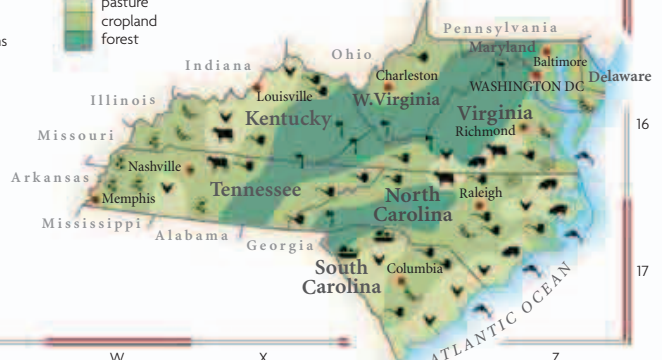 pasture
cropland
forest
ns
Pennsylvania
Maryland
Ohio
Baltimore
Indiana
Charleston
Delaware
WASHINGTON DC
Louisville
W.Virginia
Illinois
Virginia
Kentucky
Richmond
16
Missouri
Nashville
Arkansas
Tennessee
North
Carolina
Raleigh
Memphis
Mississippi
Alabama
Georgia
South
Carolina
Columbia
17
ATLANTIC OCEAN
W
X
Z